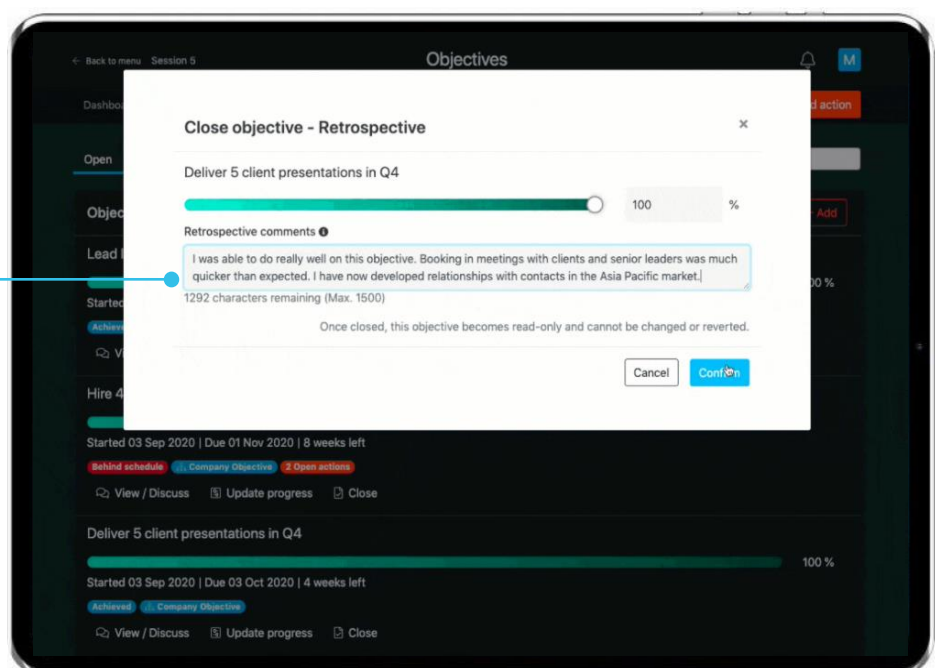 ← Back to menu Session 5 Objectives M
Dashboa d action
Close objective - Retrospective ×
Open
Deliver 5 client presentations in Q4
100 %
Objec Add
Retrospective comments
I was able to do really well on this objective. Booking in meetings with clients and senior leaders was much
quicker than expected. I have now developed relationships with contacts in the Asia Pacific market.
Lead
00 %
1292 characters remaining (Max. 1500)
Started
Once closed, this objective becomes read-only and cannot be changed or reverted.
Achieve
Vi
Cancel Confirm
Hire 4
Started 03 Sep 2020 | Due 01 Nov 2020 | 8 weeks left
Behind schedule Company Objective 2 Open actions
View / Discuss Update progress Close
Deliver 5 client presentations in Q4
100 %
Started 03 Sep 2020 | Due 03 Oct 2020 | 4 weeks left
Achieved Company Objective
View / Discuss Update progress Close